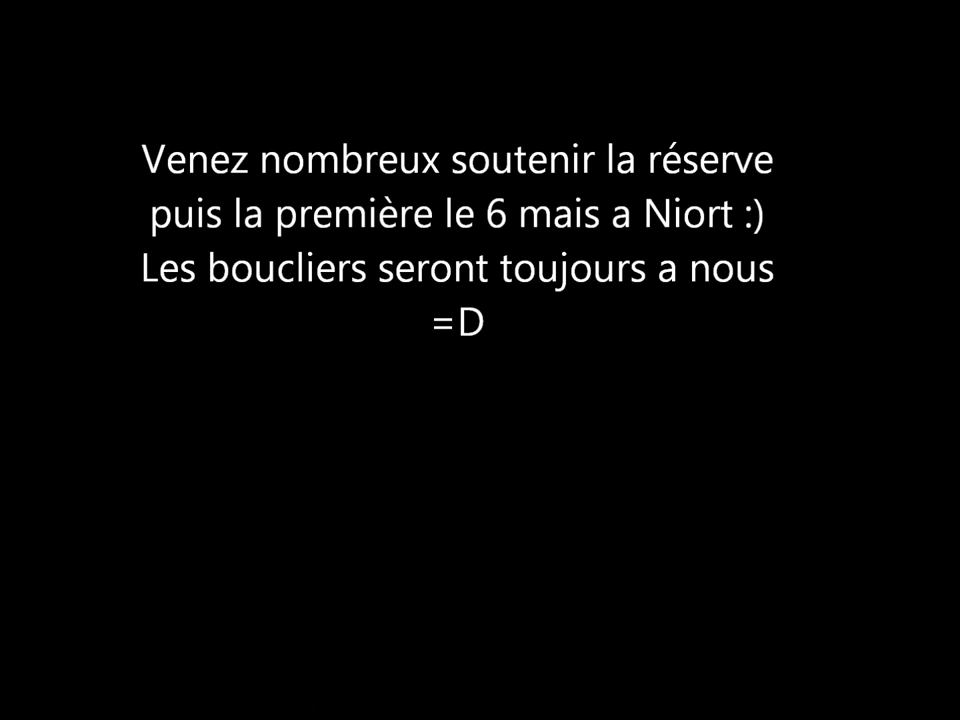 Venez nombreux soutenir la réserve
puis la première le 6 mais a Niort :)
Les boucliers seront toujours a nous
=D